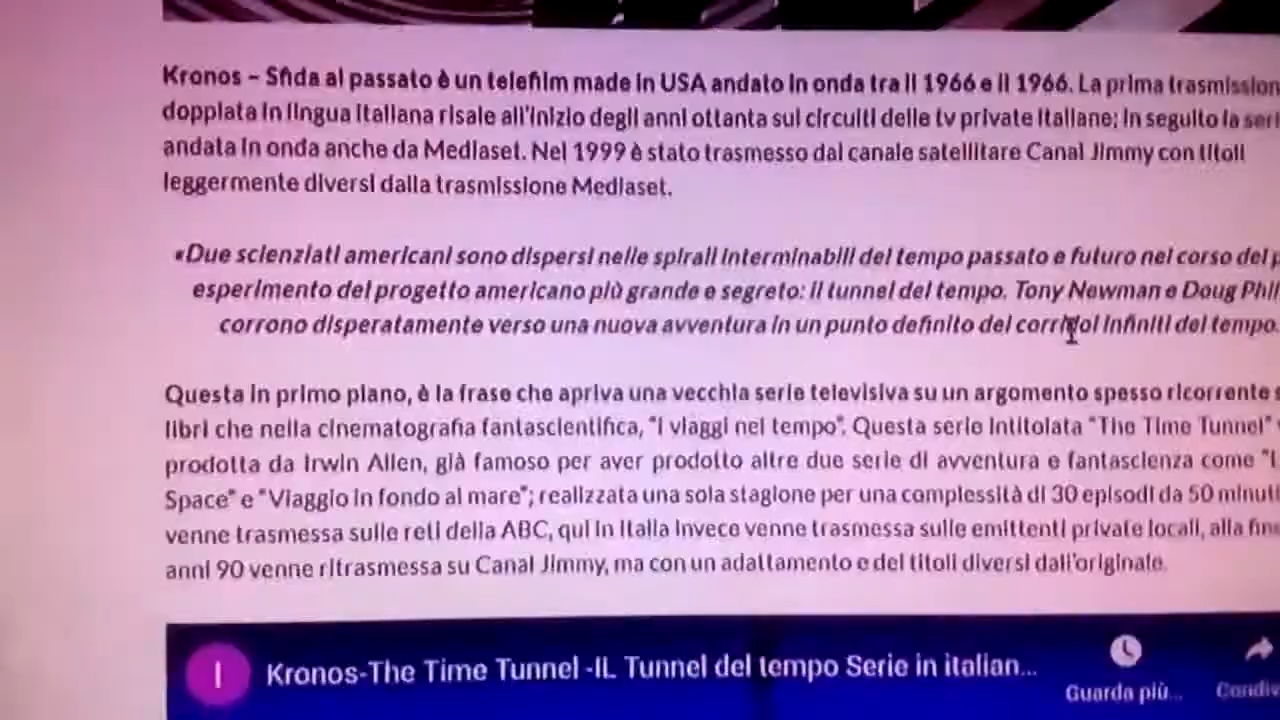 Kronos – Sfida al passato è un telefilm made in USA andato in onda tra il 1966 e il 1966. La prima trasmission
doppiata in lingua italiana risale all'inizio degli anni ottanta sui circuiti delle tv private italiane; in seguito la seri
andata in onda anche da Mediaset. Nel 1999 è stato trasmesso dal canale satellitare Canal Jimmy con titoli
leggermente diversi dalla trasmissione Mediaset.
«Due scienziati americani sono dispersi nelle spirali interminabili del tempo passato e futuro nel corso del p
esperimento del progetto americano più grande e segreto: il tunnel del tempo. Tony Newman e Doug Phil
corrono disperatamente verso una nuova avventura in un punto definito dei corridoi infiniti del tempo.
Questa in primo piano, è la frase che apriva una vecchia serie televisiva su un argomento spesso ricorrente s
libri che nella cinematografia fantascientifica, "i viaggi nel tempo". Questa serie intitolata "The Time Tunnel" v
prodotta da Irwin Allen, già famoso per aver prodotto altre due serie di avventura e fantascienza come "L
Space" e "Viaggio in fondo al mare"; realizzata una sola stagione per una complessità di 30 episodi da 50 minuti
venne trasmessa sulle reti della ABC, qui in Italia invece venne trasmessa sulle emittenti private locali, alla fine
anni 90 venne ritrasmessa su Canal Jimmy, ma con un adattamento e dei titoli diversi dall'originale.
I Kronos-The Time Tunnel -IL Tunnel del tempo Serie in italian...
Guarda più... Condiv